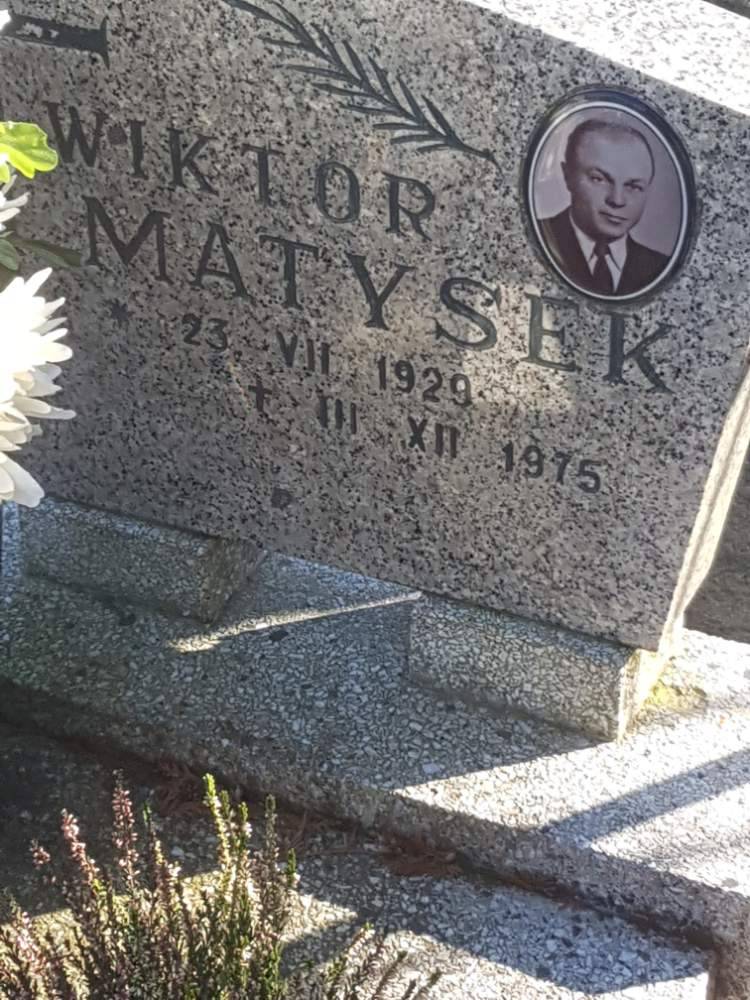 WIKTOR
MATYSEK
* 23 VII 1929
+ III XII 1975